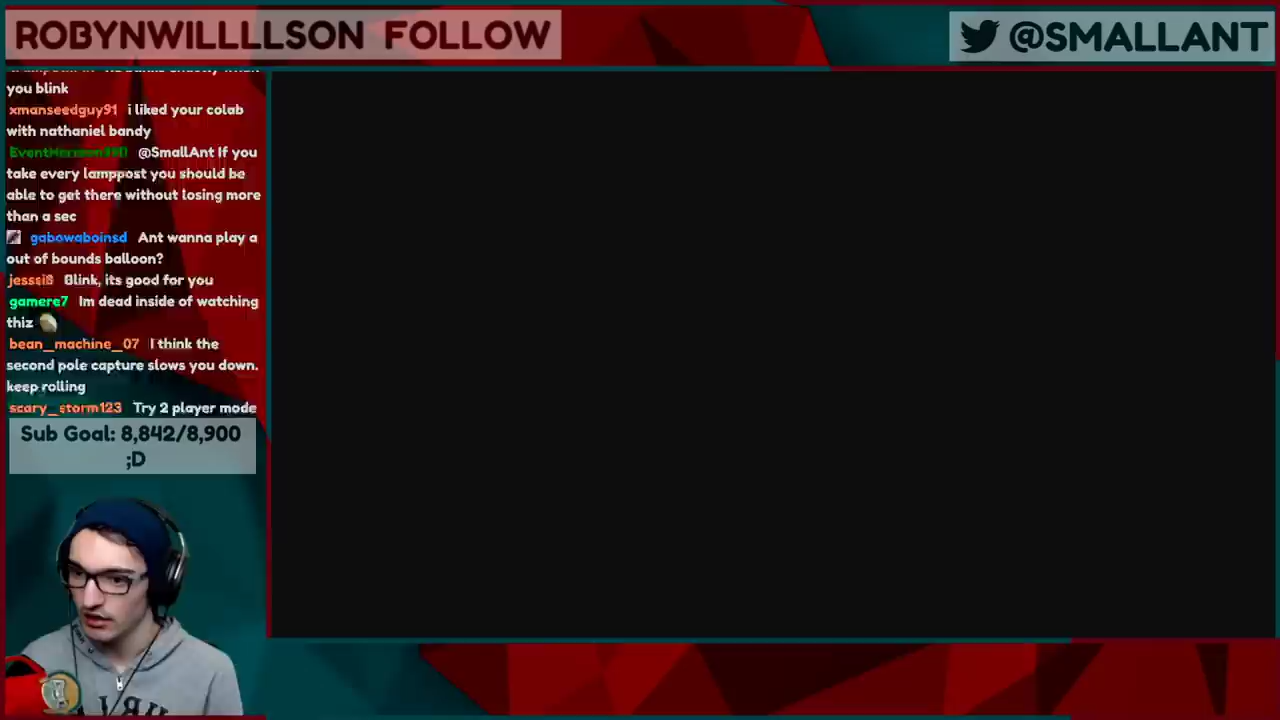 ROBYNWILLLLSON FOLLOW
@SMALLANT
you blink
xmanseedguy91 i liked your colab
with nathaniel bandy
@SmallAnt If you
take every lamppost you should be
able to get there without losing more
than a sec
gabowaboinsd Ant wanna play a
out of bounds balloon?
jesssi8 Blink, its good for you
gamere7 Im dead inside of watching
thiz
bean_machine_07 I think the
second pole capture slows you down.
keep rolling
scary_storm123 Try 2 player mode
Sub Goal: 8,842/8,900
;D